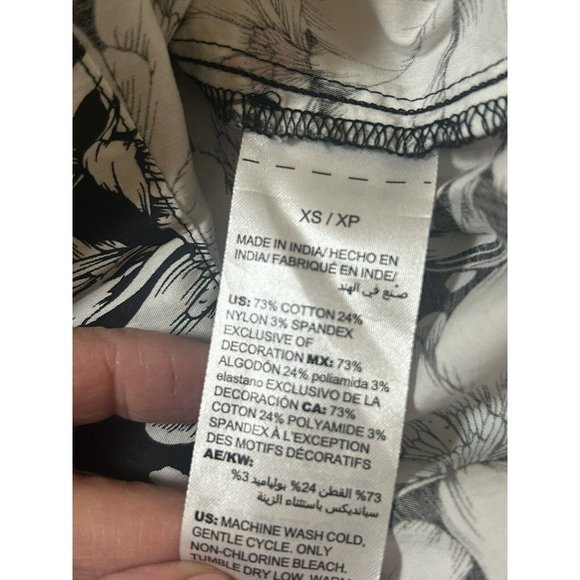 XS / XP
MADE IN INDIA/ HECHO EN
INDIA/ FABRIQUÉ EN INDE/
صنع في الهند
US: 73% COTTON 24%
NYLON 3% SPANDEX
EXCLUSIVE OF
DECORATION MX: 73%
ALGODÓN 24% poliamida 3%
elastano EXCLUSIVO DE LA
DECORACIÓN CA: 73%
COTON 24% POLYAMIDE 3%
SPANDEX À L'EXCEPTION
DES MOTIFS DÉCORATIFS
AE/KW:
73% القطن 24% بولياميد 3%
سبانديكس باستثناء الزينة
US: MACHINE WASH COLD,
GENTLE CYCLE. ONLY
NON-CHLORINE BLEACH.
TUMBLE DRY LOW. WARM